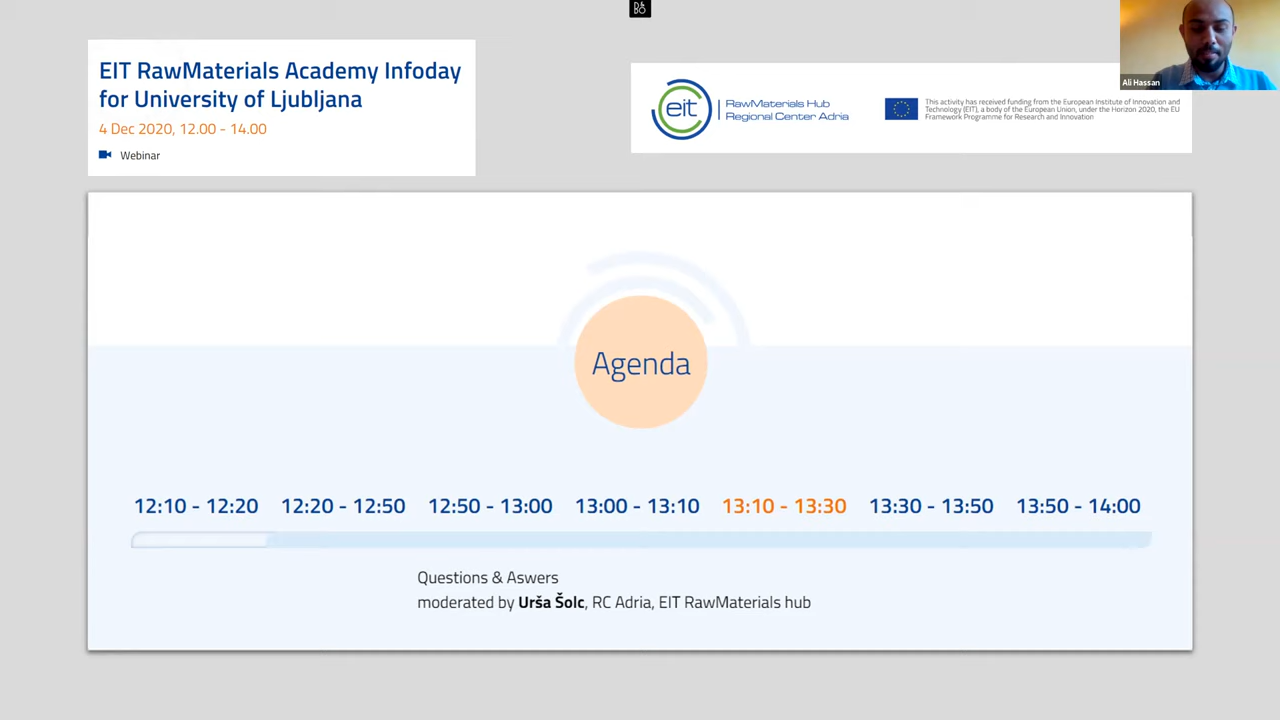 B&
BO
EIT RawMaterials Academy Infoday
for University of Ljubljana
4 Dec 2020, 12.00 - 14.00
Webinar
eit
RawMaterials Hub
Regional Center Adria
This activity has received funding from the European Institute of Innovation and
Technology (EIT), a body of the European Union, under the Horizon 2020, the EU
Framework Programme for Research and Innovation
Ali Hassan
Agenda
12:10 - 12:20
12:20 - 12:50
12:50 - 13:00
13:00 - 13:10
13:10 - 13:30
13:30 - 13:50
13:50 - 14:00
Questions & Aswers
moderated by Urša Šolc, RC Adria, EIT RawMaterials hub